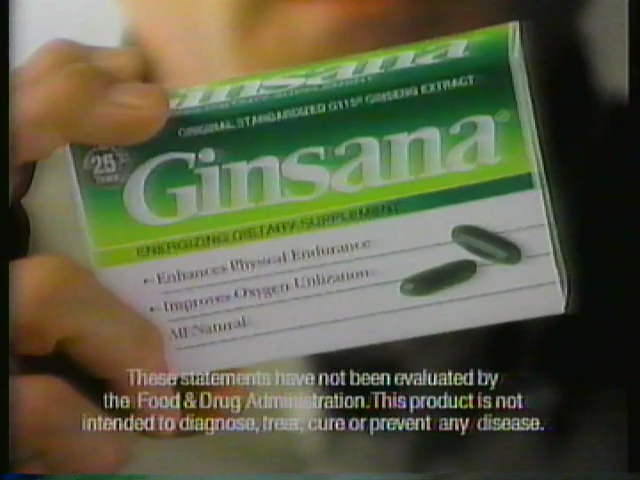 Ginsana
ORIGINAL STANDARDIZED G115® GINSENG EXTRACT
25
Ginsana®
ENERGIZING DIETARY SUPPLEMENT
Enhances Physical Endurance
Improves Oxygen Utilization
All Natural
These statements have not been evaluated by
the Food & Drug Administration. This product is not
intended to diagnose, treat, cure or prevent any disease.